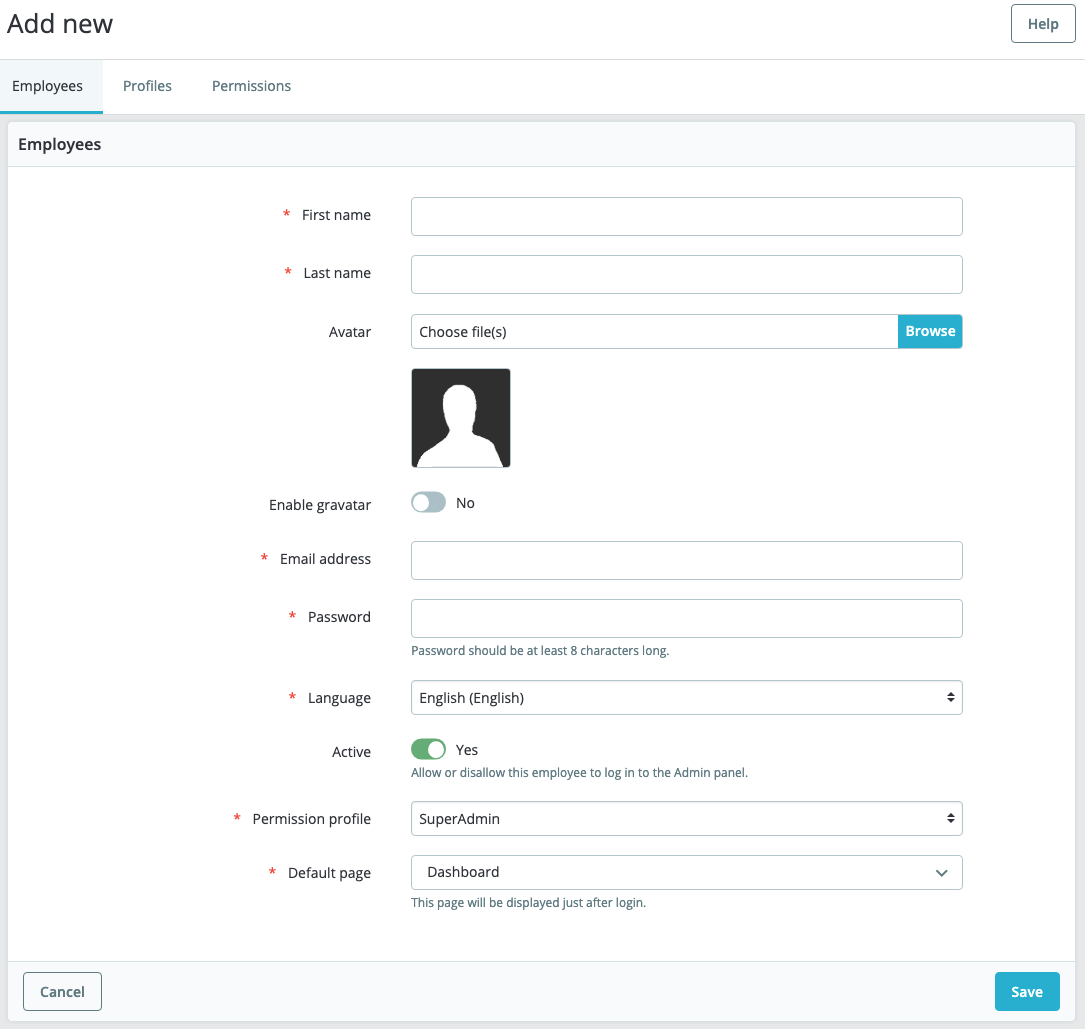 Add new
Help
Employees Profiles Permissions
Employees
* First name
* Last name
Avatar Choose file(s) Browse
Enable gravatar No
* Email address
* Password
Password should be at least 8 characters long.
* Language English (English)
Active Yes
Allow or disallow this employee to log in to the Admin panel.
* Permission profile SuperAdmin
* Default page Dashboard
This page will be displayed just after login.
Cancel Save